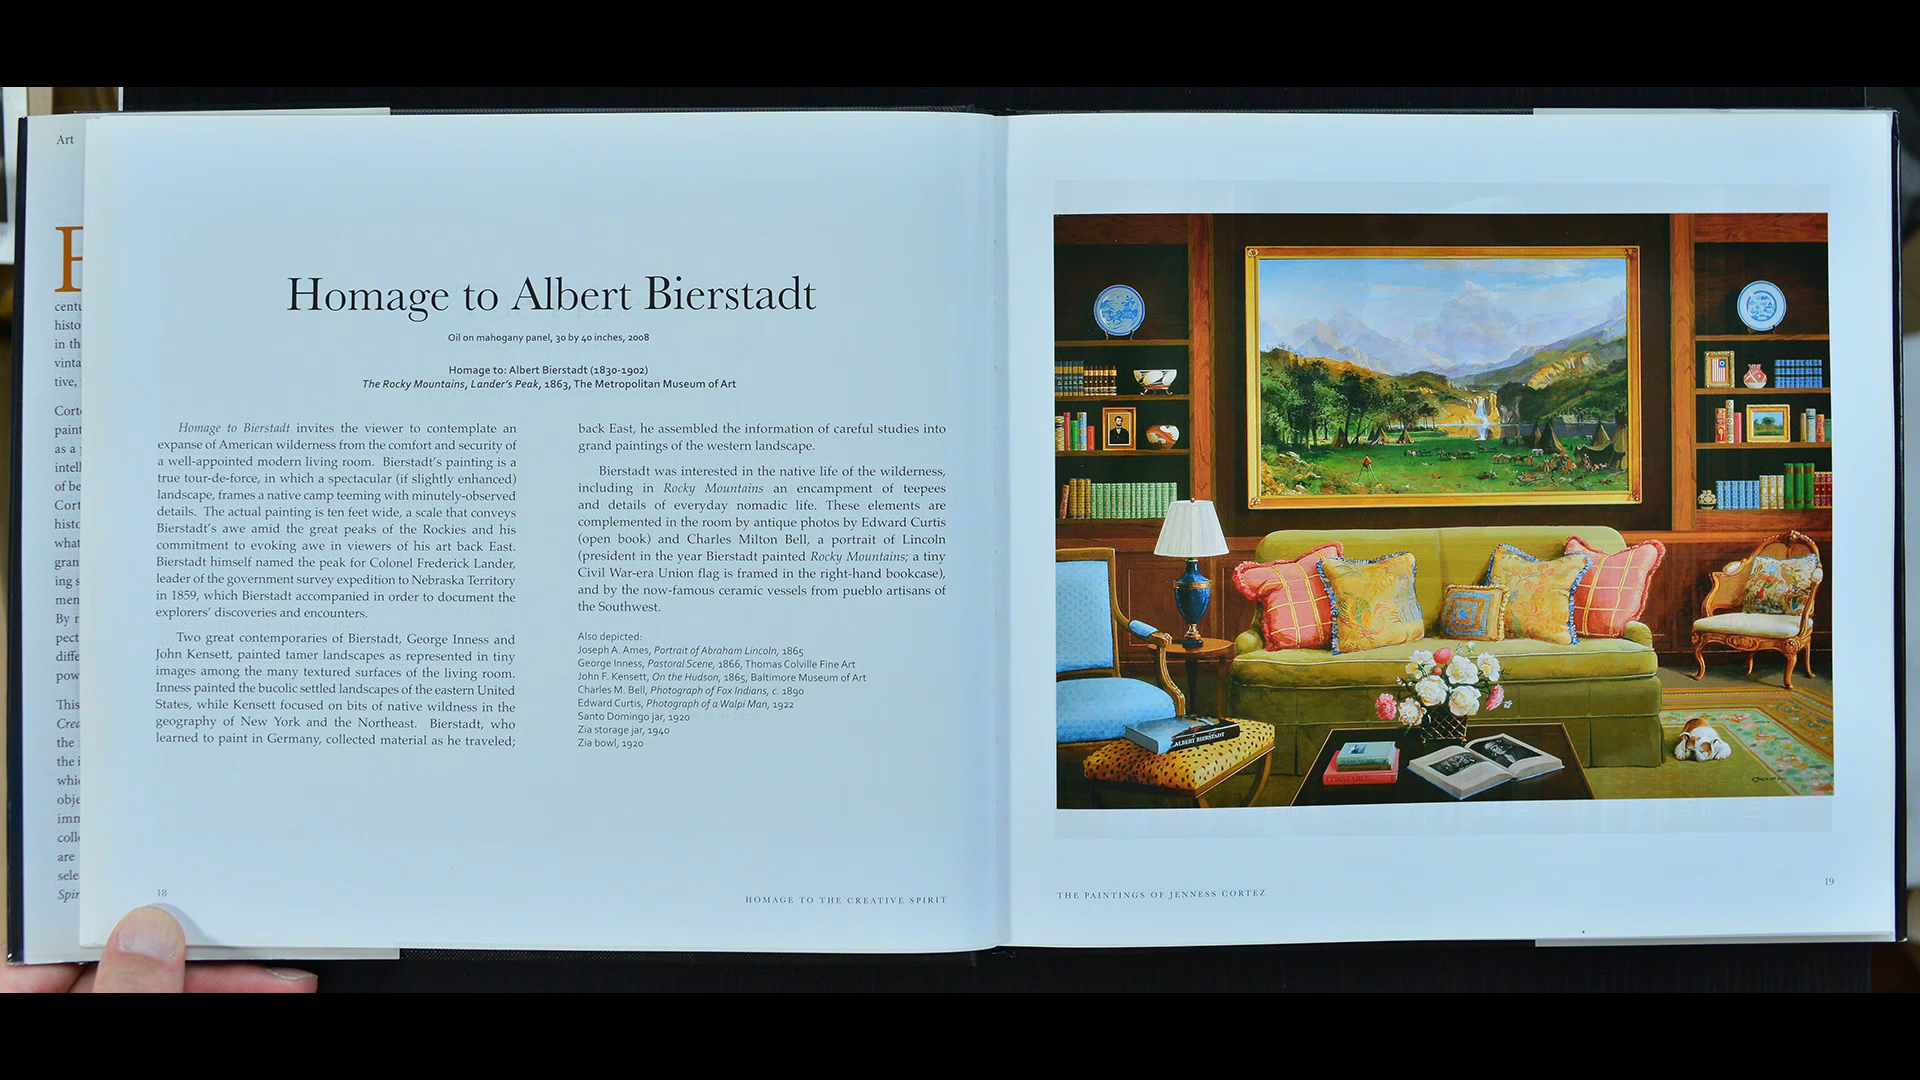 Art
Homage to Albert Bierstadt
Oil on mahogany panel, 30 by 40 inches, 2008
Homage to: Albert Bierstadt (1830-1902)
The Rocky Mountains, Lander's Peak, 1863, The Metropolitan Museum of Art
Homage to Bierstadt invites the viewer to contemplate an
expanse of American wilderness from the comfort and security of
a well-appointed modern living room. Bierstadt's painting is a
true tour-de-force, in which a spectacular (if slightly enhanced)
landscape, frames a native camp teeming with minutely-observed
details. The actual painting is ten feet wide, a scale that conveys
Bierstadt's awe amid the great peaks of the Rockies and his
commitment to evoking awe in viewers of his art back East.
Bierstadt himself named the peak for Colonel Frederick Lander,
leader of the government survey expedition to Nebraska Territory
in 1859, which Bierstadt accompanied in order to document the
explorers' discoveries and encounters.
Two great contemporaries of Bierstadt, George Inness and
John Kensett, painted tamer landscapes as represented in tiny
images among the many textured surfaces of the living room.
Inness painted the bucolic settled landscapes of the eastern United
States, while Kensett focused on bits of native wildness in the
geography of New York and the Northeast. Bierstadt, who
learned to paint in Germany, collected material as he traveled;
back East, he assembled the information of careful studies into
grand paintings of the western landscape.
Bierstadt was interested in the native life of the wilderness,
including in Rocky Mountains an encampment of teepees
and details of everyday nomadic life. These elements are
complemented in the room by antique photos by Edward Curtis
(open book) and Charles Milton Bell, a portrait of Lincoln
(president in the year Bierstadt painted Rocky Mountains; a tiny
Civil War-era Union flag is framed in the right-hand bookcase),
and by the now-famous ceramic vessels from pueblo artisans of
the Southwest.
Also depicted:
Joseph A. Ames, Portrait of Abraham Lincoln, 1865
George Inness, Pastoral Scene, 1866, Thomas Colville Fine Art
John F. Kensett, On the Hudson, 1865, Baltimore Museum of Art
Charles M. Bell, Photograph of Fox Indians, c. 1890
Edward Curtis, Photograph of a Walpi Man, 1922
Santo Domingo jar, 1920
Zia storage jar, 1940
Zia bowl, 1920
18
HOMAGE TO THE CREATIVE SPIRIT
ALBERT BIERSTADT
CONSTABLE
THE PAINTINGS OF JENNESS CORTEZ
19